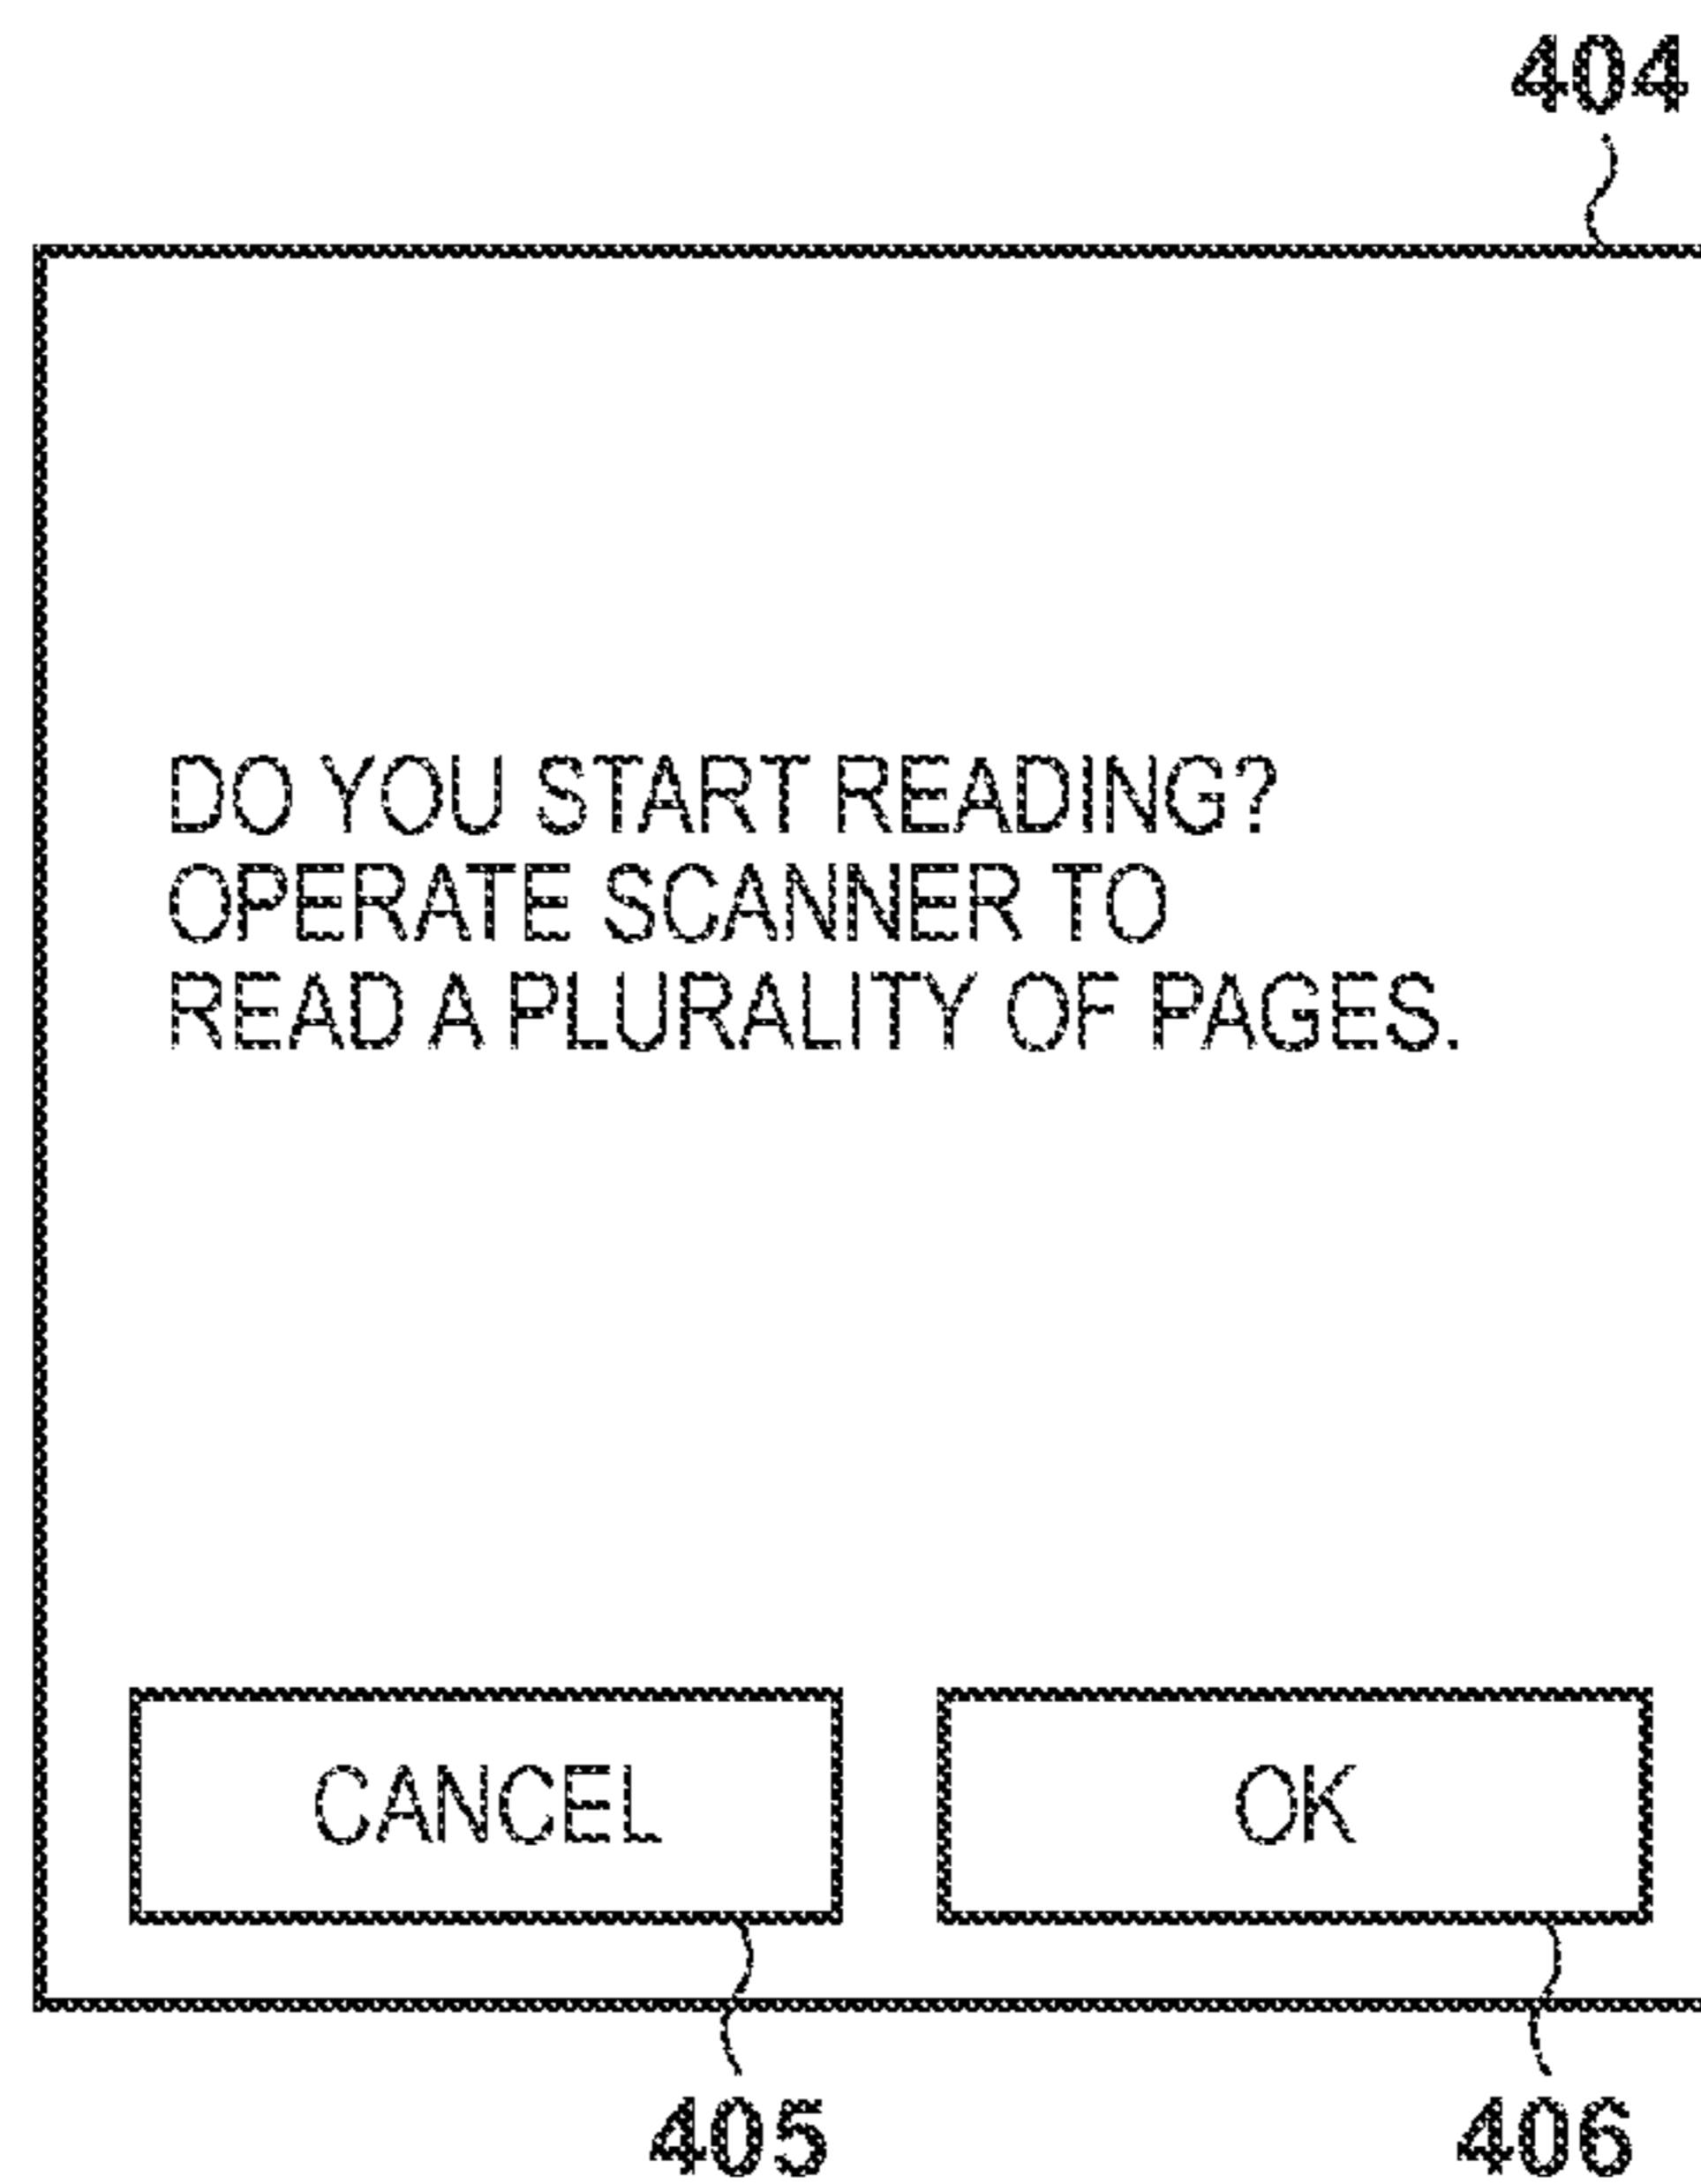 404
DO YOU START READING?
OPERATE SCANNER TO
READ A PLURALITY OF PAGES.
CANCEL
OK
405
406